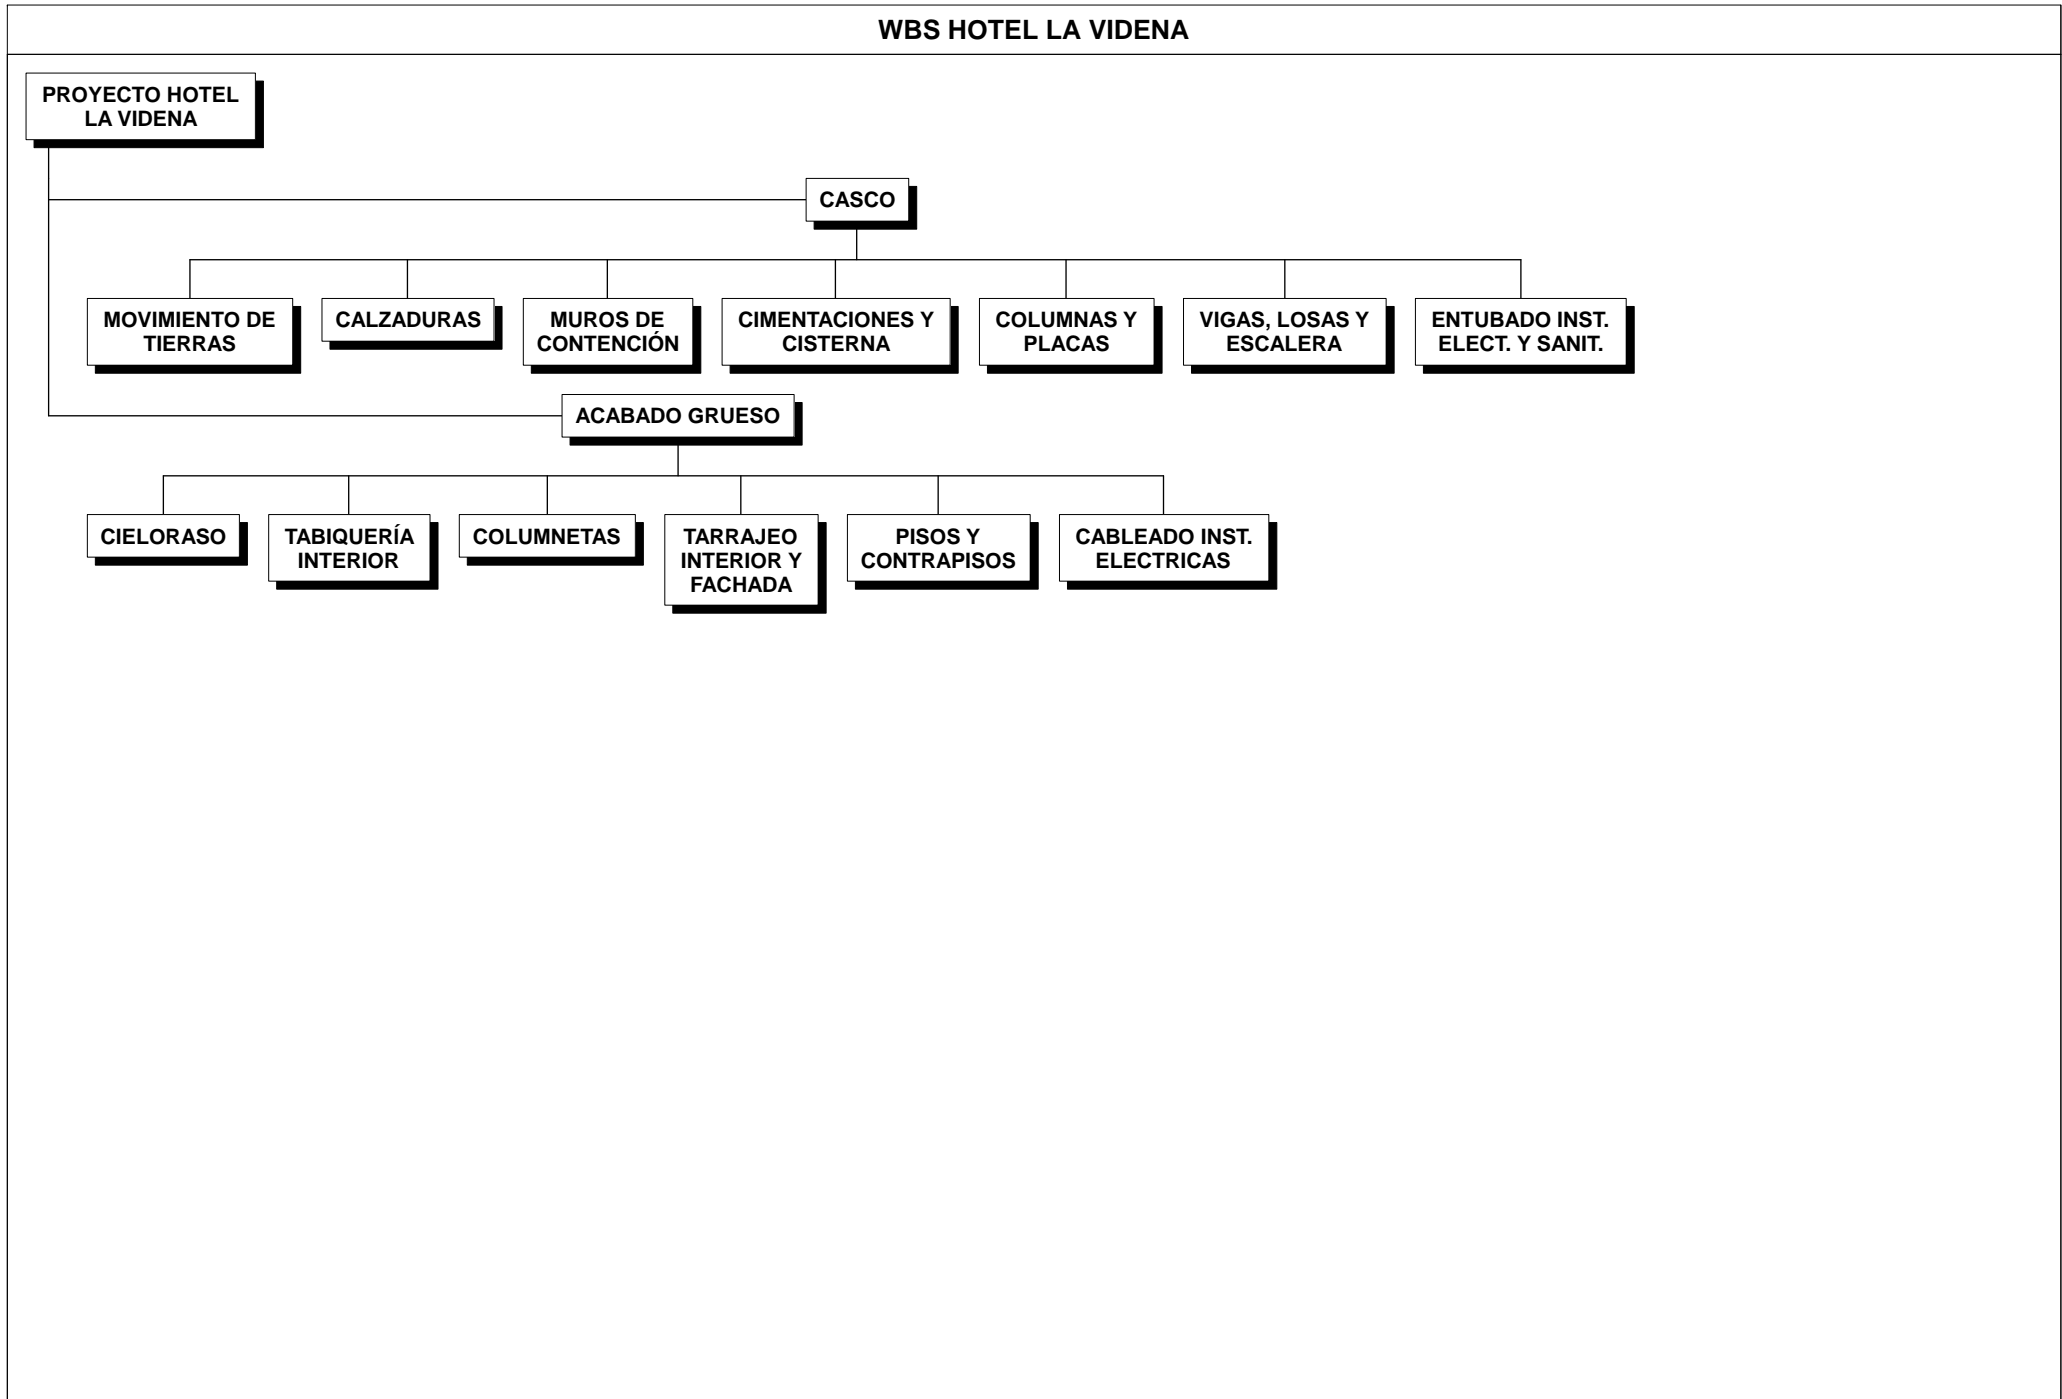 WBS HOTEL LA VIDENA
PROYECTO HOTEL
LA VIDENA
CASCO
MOVIMIENTO DE
TIERRAS
CALZADURAS
MUROS DE
CONTENCIÓN
CIMENTACIONES Y
CISTERNA
COLUMNAS Y
PLACAS
VIGAS, LOSAS Y
ESCALERA
ENTUBADO INST.
ELECT. Y SANIT.
ACABADO GRUESO
CIELORASO
TABIQUERÍA
INTERIOR
COLUMNETAS
TARRAJEO
INTERIOR Y
FACHADA
PISOS Y
CONTRAPISOS
CABLEADO INST.
ELECTRICAS